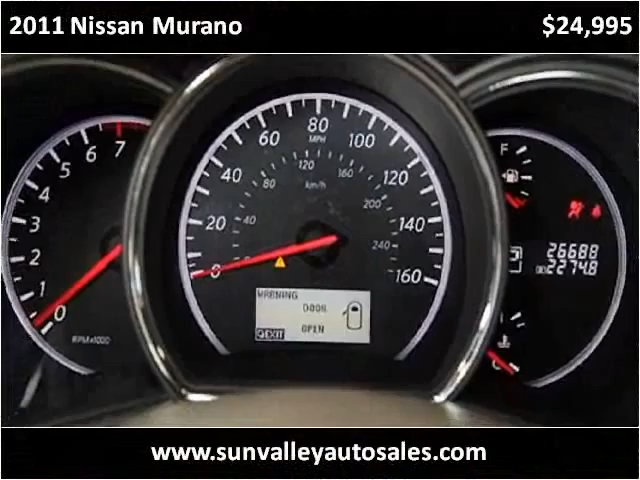 2011 Nissan Murano $24,995
7
6
5
4
3
2
1
0
RPMx1000
0
20
40
60
80
100
120
140
160
MPH
40
80
120
160
200
240
km/h
WARNING
DOOR
OPEN
EXIT
F
26688
2274.8
C
www.sunvalleyautosales.com